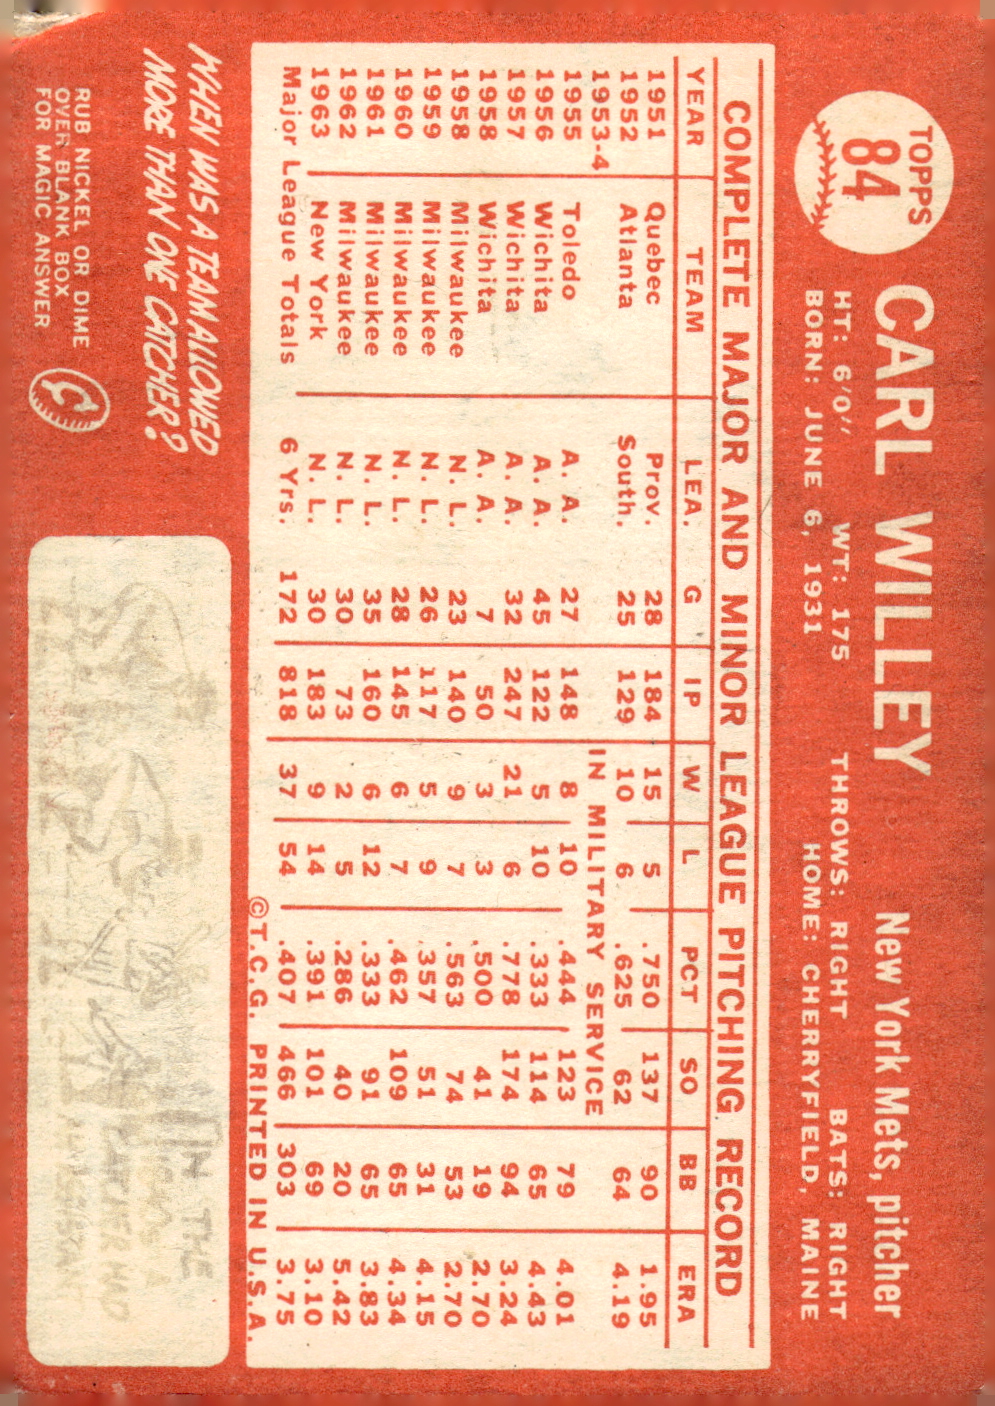 TOPPS
84
CARL WILLEY
New York Mets, pitcher
HT: 6'0" WT: 175 THROWS: RIGHT BATS: RIGHT
BORN: JUNE 6, 1931 HOME: CHERRYFIELD, MAINE
COMPLETE MAJOR AND MINOR LEAGUE PITCHING RECORD
YEAR TEAM LEA. G IP W L PCT SO BB ERA
1951 Quebec Prov. 28 184 15 5 .750 137 90 1.95
1952 Atlanta South. 25 129 10 6 .625 62 64 4.19
1953-4 IN MILITARY SERVICE
1955 Toledo A. A. 27 148 8 10 .444 123 79 4.01
1956 Wichita A. A. 45 122 5 10 .333 114 65 4.43
1957 Wichita A. A. 32 247 21 6 .778 174 94 3.24
1958 Wichita A. A. 7 50 3 3 .500 41 19 2.70
1958 Milwaukee N. L. 23 140 9 7 .563 74 53 2.70
1959 Milwaukee N. L. 26 117 5 9 .357 51 31 4.15
1960 Milwaukee N. L. 28 145 6 7 .462 109 65 4.34
1961 Milwaukee N. L. 35 160 6 12 .333 91 65 3.83
1962 Milwaukee N. L. 30 73 2 5 .286 40 20 5.42
1963 New York N. L. 30 183 9 14 .391 101 69 3.10
Major League Totals 6 Yrs. 172 818 37 54 .407 466 303 3.75
©T.C.G. PRINTED IN U.S.A.
WHEN WAS A TEAM ALLOWED
MORE THAN ONE CATCHER?
RUB NICKEL OR DIME
OVER BLANK BOX
FOR MAGIC ANSWER
IN THE
A
CATCHER HAD